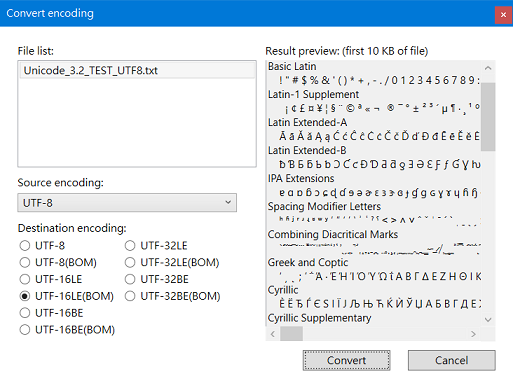 Convert encoding
File list:
Unicode_3.2_TEST_UTF8.txt
Source encoding:
UTF-8
Destination encoding:
UTF-8
UTF-8(BOM)
UTF-16LE
UTF-16LE(BOM)
UTF-16BE
UTF-16BE(BOM)
UTF-32LE
UTF-32LE(BOM)
UTF-32BE
UTF-32BE(BOM)
Result preview: (first 10 KB of file)
Basic Latin
! " # $ % & ' ( ) * + , - . / 0 1 2 3 4 5 6 7 8 9 :
Latin-1 Supplement
¡ ¢ £ ¤ ¥ ¦ § ¨ © ª « ¬ ­ ® ¯ ° ± ² ³ ´ µ ¶ · ¸ ¹ º
Latin Extended-A
Ā ā Ă ă Ą ą Ć ć Ĉ ĉ Ċ ċ Č č Ď ď Đ đ Ē ē Ĕ ĕ
Latin Extended-B
IPA Extensions
Spacing Modifier Letters
Combining Diacritical Marks
Greek and Coptic
Cyrillic
Cyrillic Supplementary
Convert
Cancel